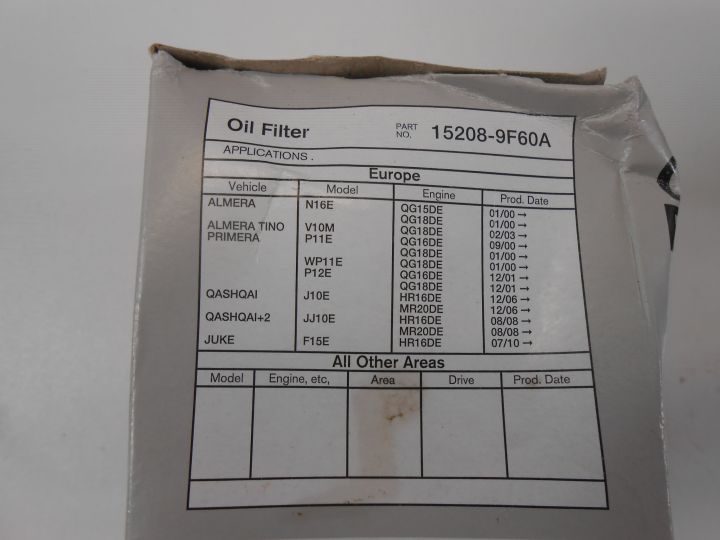 Oil Filter PART NO. 15208-9F60A
APPLICATIONS .
Europe
Vehicle Model Engine Prod. Date
ALMERA N16E QG15DE 01/00 →
QG18DE 01/00 →
ALMERA TINO V10M QG18DE 02/03 →
PRIMERA P11E QG16DE 09/00 →
QG18DE 01/00 →
WP11E QG18DE 01/00 →
P12E QG16DE 12/01 →
QG18DE 12/01 →
QASHQAI J10E HR16DE 12/06 →
MR20DE 12/06 →
QASHQAI+2 JJ10E HR16DE 08/08 →
MR20DE 08/08 →
JUKE F15E HR16DE 07/10 →
All Other Areas
Model Engine, etc, Area Drive Prod. Date